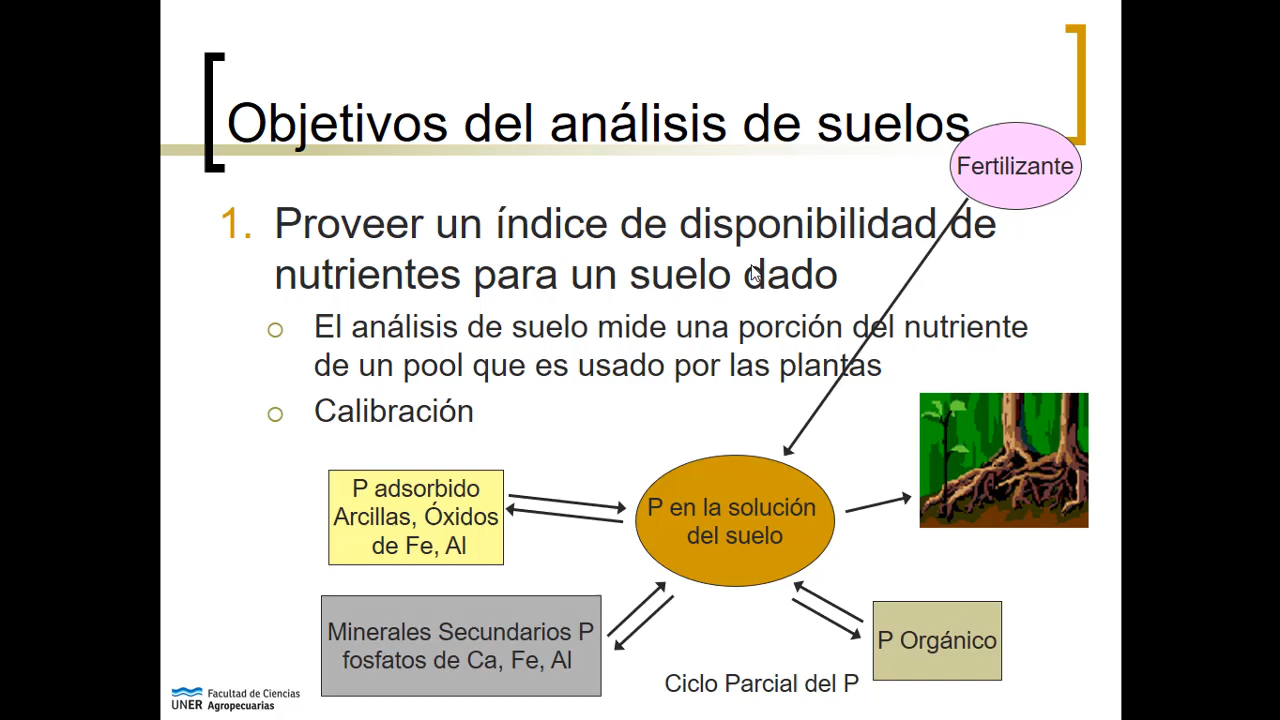 Objetivos del análisis de suelos
Fertilizante
1. Proveer un índice de disponibilidad de
nutrientes para un suelo dado
El análisis de suelo mide una porción del nutriente
de un pool que es usado por las plantas
Calibración
P adsorbido
Arcillas, Óxidos
de Fe, Al
P en la solución
del suelo
Minerales Secundarios P
fosfatos de Ca, Fe, Al
P Orgánico
Ciclo Parcial del P
UNER
Facultad de Ciencias
Agropecuarias